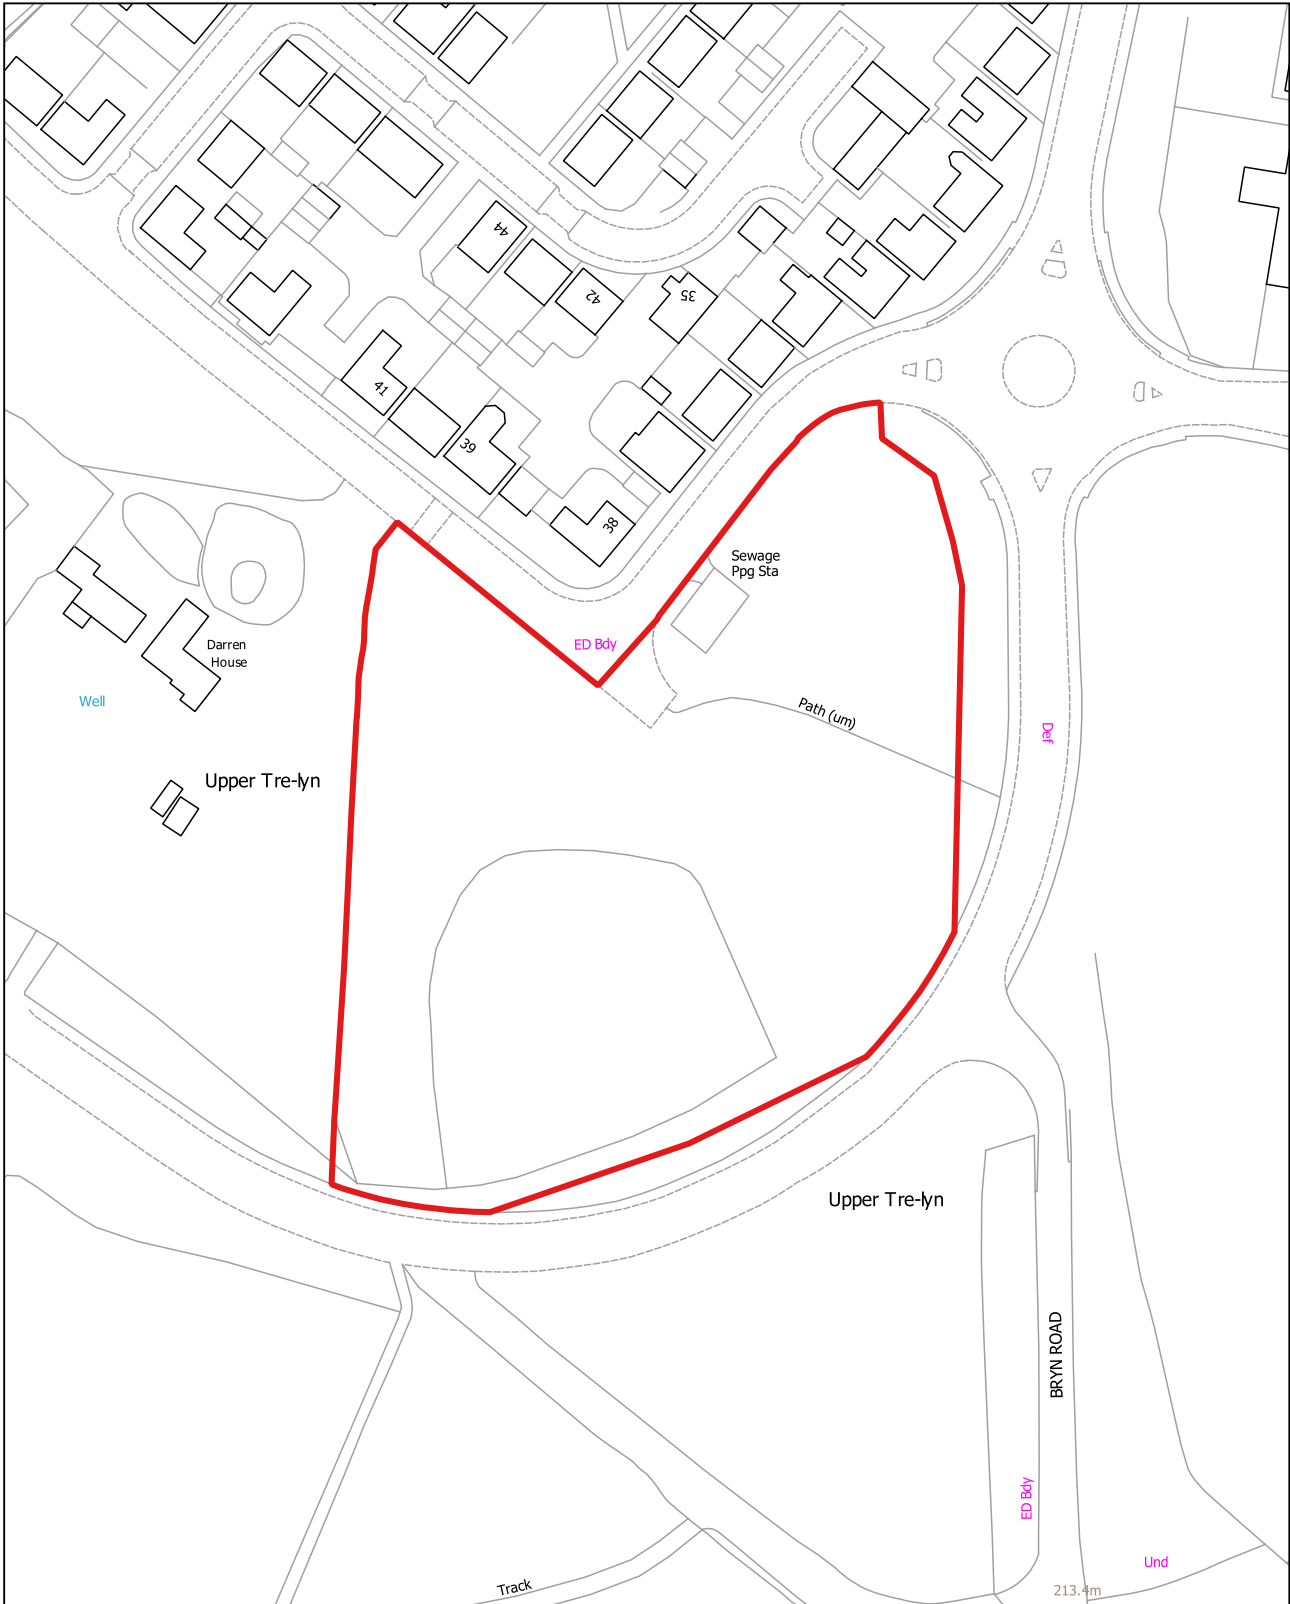 44
42
35
41
39
38
Sewage
Ppg Sta
ED Bdy
Darren
House
Well
Path (um)
Def
Upper Tre-lyn
Upper Tre-lyn
BRYN ROAD
ED Bdy
Und
Track
213.4m